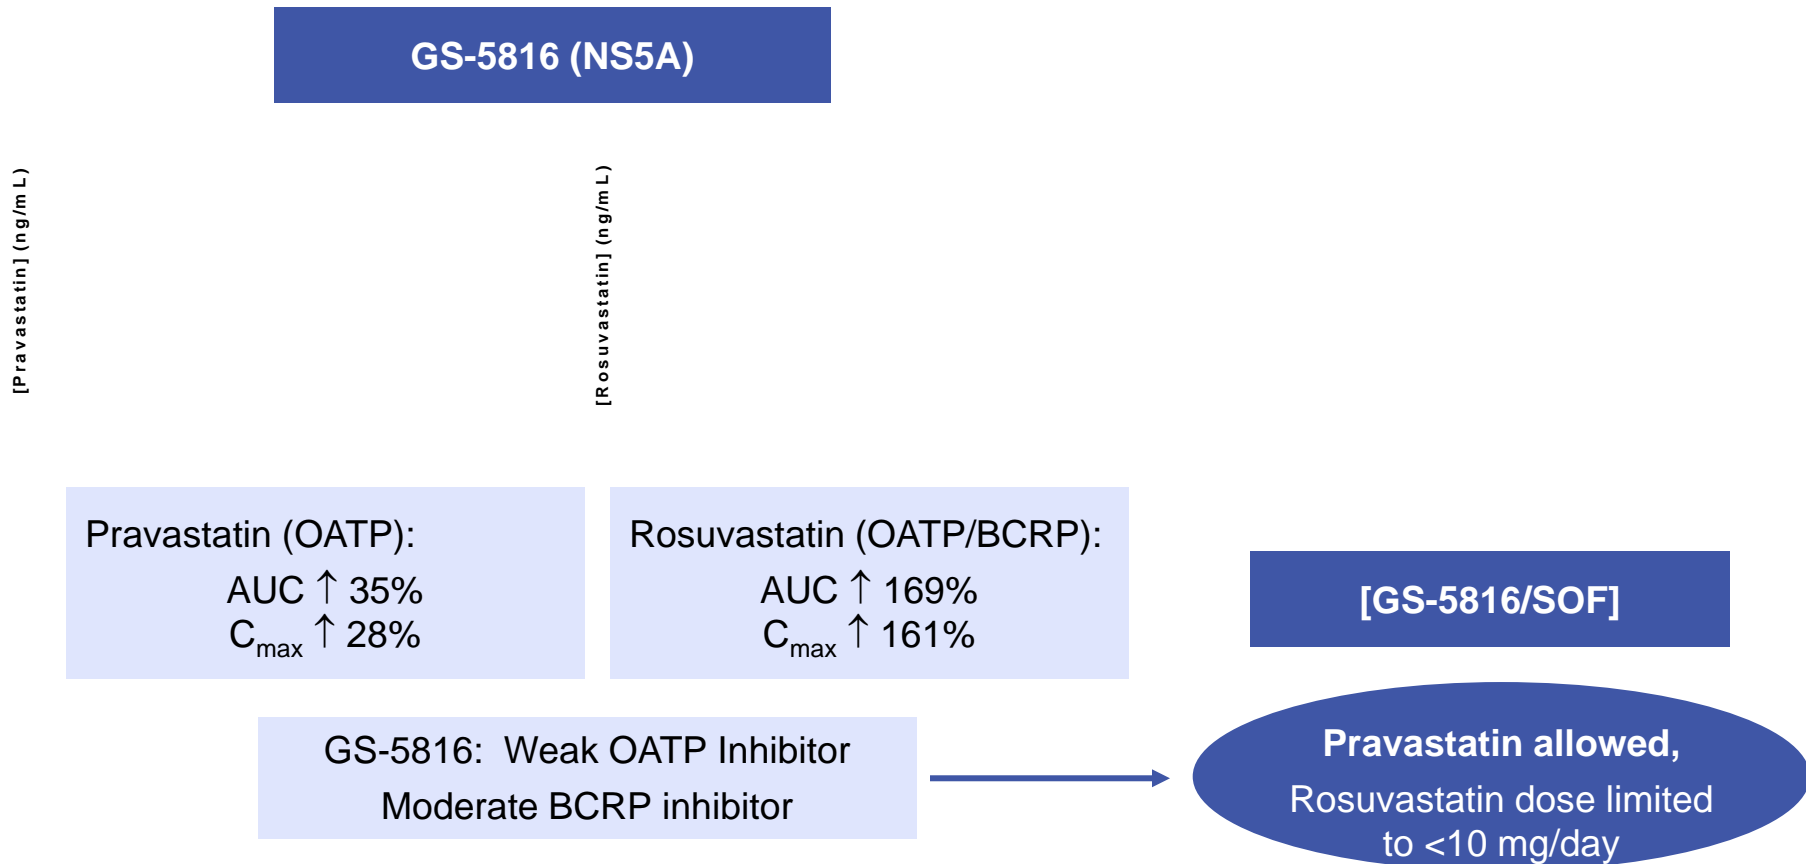 GS-5816 (NS5A)
[Pravastatin] (ng/mL)
[Rosuvastatin] (ng/mL)
Pravastatin (OATP):
AUC ↑ 35%
Cmax ↑ 28%
Rosuvastatin (OATP/BCRP):
AUC ↑ 169%
Cmax ↑ 161%
[GS-5816/SOF]
GS-5816: Weak OATP Inhibitor
Moderate BCRP inhibitor
Pravastatin allowed,
Rosuvastatin dose limited
to <10 mg/day